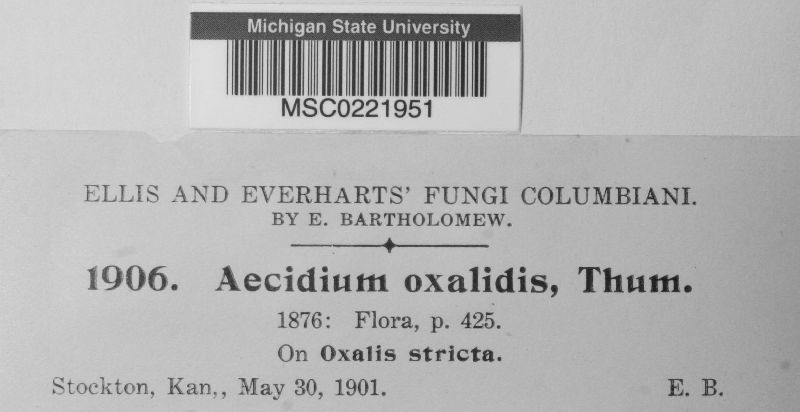 Michigan State University
MSC0221951
ELLIS AND EVERHARTS' FUNGI COLUMBIANI.
BY E. BARTHOLOMEW.
1906. Aecidium oxalidis, Thum.
1876: Flora, p. 425.
On Oxalis stricta.
Stockton, Kan,, May 30, 1901. E. B.